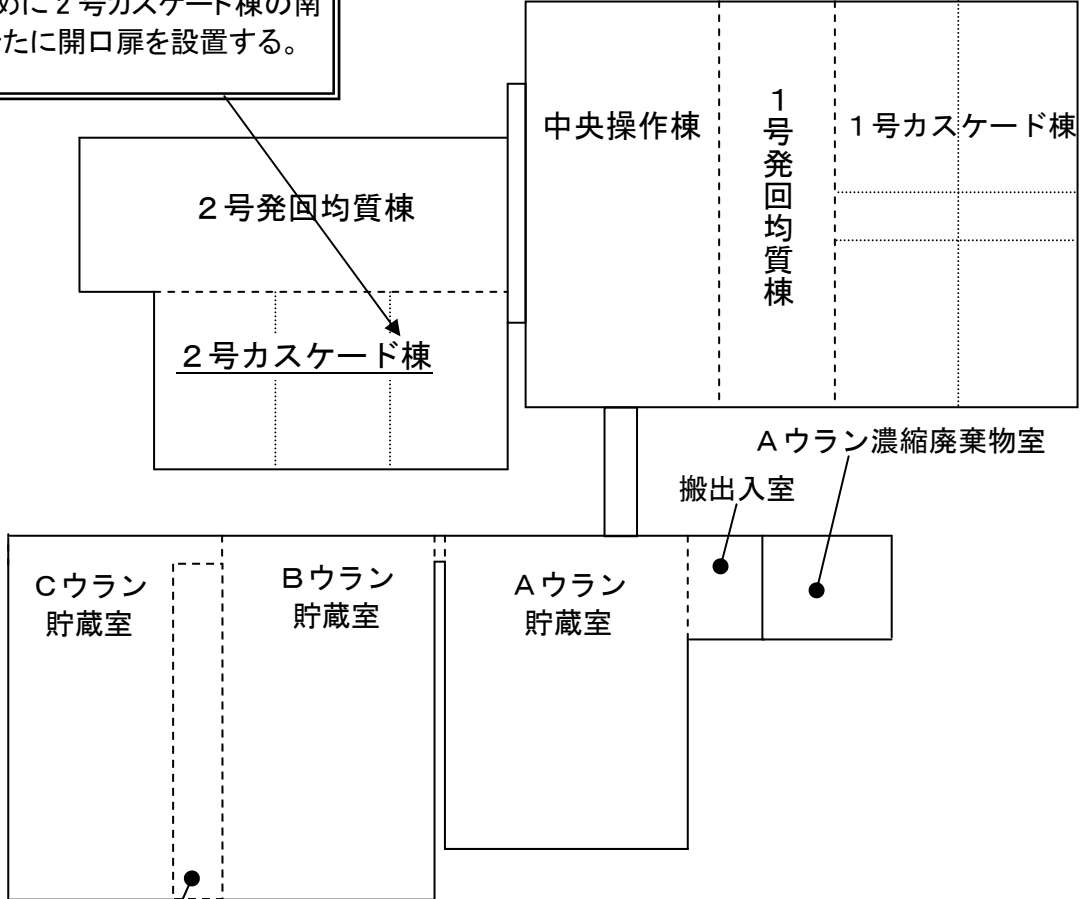 めに２号カスケード棟の南
たに開口扉を設置する。
中央操作棟
１号発回均質棟
１号カスケード棟
２号発回均質棟
２号カスケード棟
Ａウラン濃縮廃棄物室
搬出入室
Ｃウラン
貯蔵室
Ｂウラン
貯蔵室
Ａウラン
貯蔵室